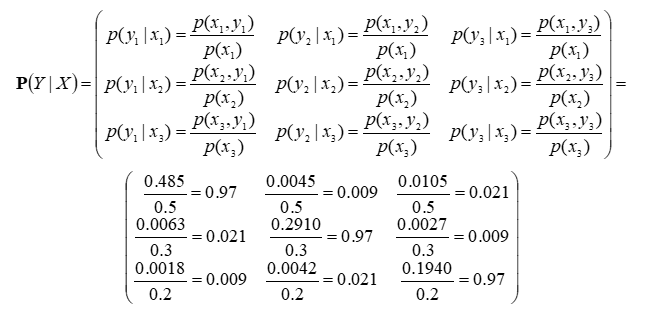 p(y₁|x₁) = p(x₁,y₁)/p(x₁) p(y₂|x₁) = p(x₁,y₂)/p(x₁) p(y₃|x₁) = p(x₁,y₃)/p(x₁)
P(Y|X) = p(y₁|x₂) = p(x₂,y₁)/p(x₂) p(y₂|x₂) = p(x₂,y₂)/p(x₂) p(y₃|x₂) = p(x₂,y₃)/p(x₂) =
p(y₁|x₃) = p(x₃,y₁)/p(x₃) p(y₂|x₃) = p(x₃,y₂)/p(x₃) p(y₃|x₃) = p(x₃,y₃)/p(x₃)
0.485/0.5 = 0.97 0.0045/0.5 = 0.009 0.0105/0.5 = 0.021
0.0063/0.3 = 0.021 0.2910/0.3 = 0.97 0.0027/0.3 = 0.009
0.0018/0.2 = 0.009 0.0042/0.2 = 0.021 0.1940/0.2 = 0.97